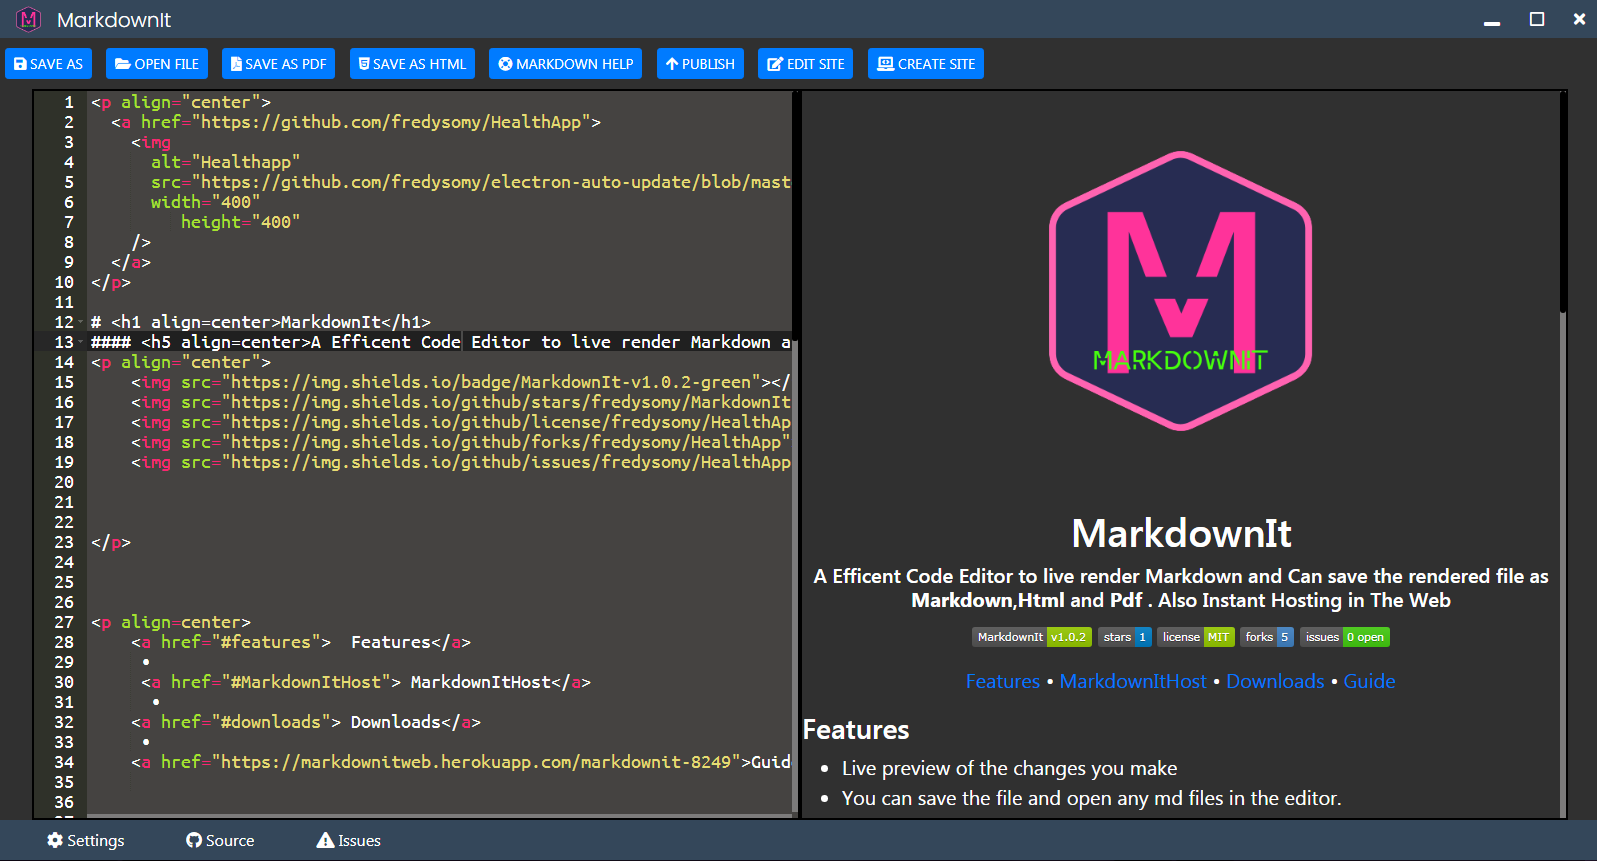 MarkdownIt
SAVE AS OPEN FILE SAVE AS PDF SAVE AS HTML MARKDOWN HELP PUBLISH EDIT SITE CREATE SITE
1 <p align="center">
2 <a href="https://github.com/fredysomy/HealthApp">
3 <img
4 alt="Healthapp"
5 src="https://github.com/fredysomy/electron-auto-update/blob/mast
6 width="400"
7 height="400"
8 />
9 </a>
10 </p>
11
12 # <h1 align=center>MarkdownIt</h1>
13 #### <h5 align=center>A Efficent Code Editor to live render Markdown a
14 <p align="center">
15 <img src="https://img.shields.io/badge/MarkdownIt-v1.0.2-green"></
16 <img src="https://img.shields.io/github/stars/fredysomy/MarkdownIt
17 <img src="https://img.shields.io/github/license/fredysomy/HealthAp
18 <img src="https://img.shields.io/github/forks/fredysomy/HealthApp"
19 <img src="https://img.shields.io/github/issues/fredysomy/HealthApp
20
21
22
23 </p>
24
25
26
27 <p align=center>
28 <a href="#features">  Features</a>
29 •
30 <a href="#MarkdownItHost"> MarkdownItHost</a>
31 •
32 <a href="#downloads"> Downloads</a>
33 •
34 <a href="https://markdownitweb.herokuapp.com/markdownit-8249">Guid
35
36
M
MARKDOWNIT
MarkdownIt
A Efficent Code Editor to live render Markdown and Can save the rendered file as
Markdown,Html and Pdf . Also Instant Hosting in The Web
MarkdownIt v1.0.2 stars 1 license MIT forks 5 issues 0 open
Features • MarkdownItHost • Downloads • Guide
Features
• Live preview of the changes you make
• You can save the file and open any md files in the editor.
Settings Source Issues